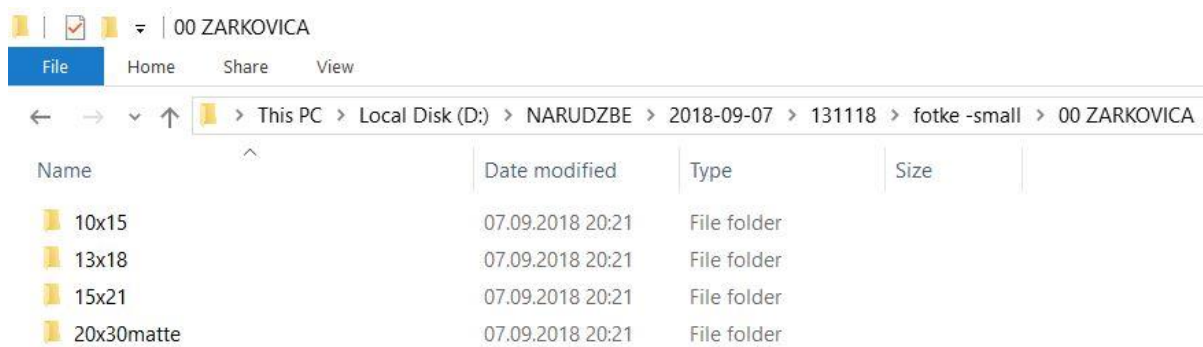 00 ZARKOVICA
File Home Share View
This PC > Local Disk (D:) > NARUDZBE > 2018-09-07 > 131118 > fotke -small > 00 ZARKOVICA
Name Date modified Type Size
10x15 07.09.2018 20:21 File folder
13x18 07.09.2018 20:21 File folder
15x21 07.09.2018 20:21 File folder
20x30matte 07.09.2018 20:21 File folder